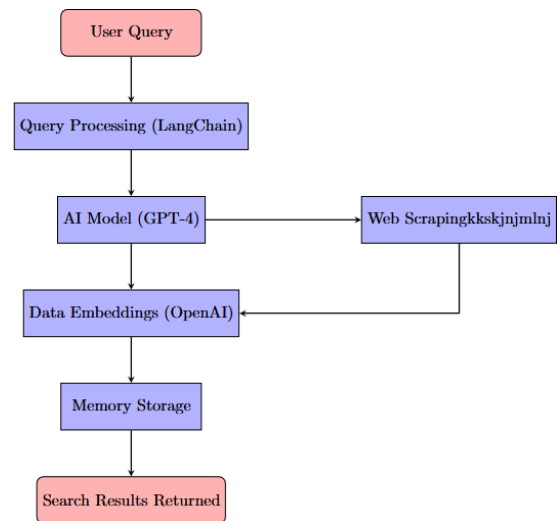 User Query
Query Processing (LangChain)
AI Model (GPT-4)
Web Scrapingkkskjnjmlnj
Data Embeddings (OpenAI)
Memory Storage
Search Results Returned